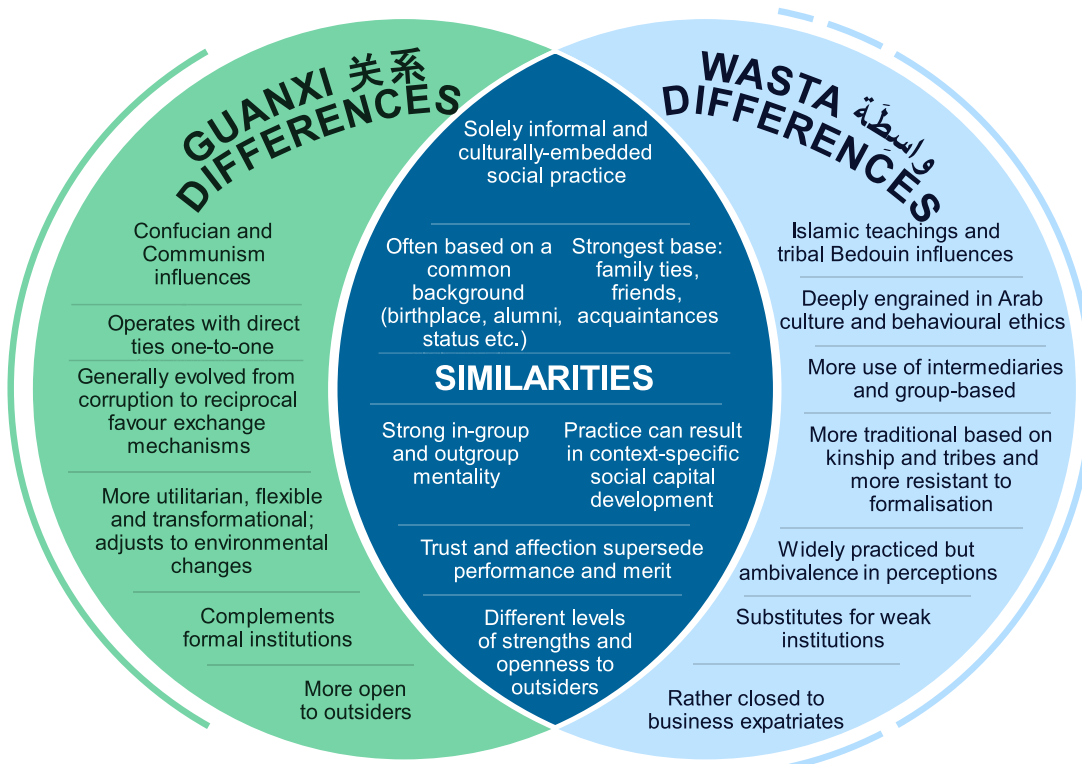 GUANXI 关系
DIFFERENCES
Confucian and
Communism
influences
Operates with direct
ties one-to-one
Generally evolved from
corruption to reciprocal
favour exchange
mechanisms
More utilitarian, flexible
and transformational;
adjusts to environmental
changes
Complements
formal institutions
More open
to outsiders
Solely informal and
culturally-embedded
social practice
Often based on a
common
background
(birthplace, alumni,
status etc.)
Strongest base:
family ties,
friends,
acquaintances
SIMILARITIES
Strong in-group
and outgroup
mentality
Practice can result
in context-specific
social capital
development
Trust and affection supersede
performance and merit
Different levels
of strengths and
openness to
outsiders
WASTA واسطَة
DIFFERENCES
Islamic teachings and
tribal Bedouin influences
Deeply engrained in Arab
culture and behavioural ethics
More use of intermediaries
and group-based
More traditional based on
kinship and tribes and
more resistant to
formalisation
Widely practiced but
ambivalence in perceptions
Substitutes for weak
institutions
Rather closed to
business expatriates